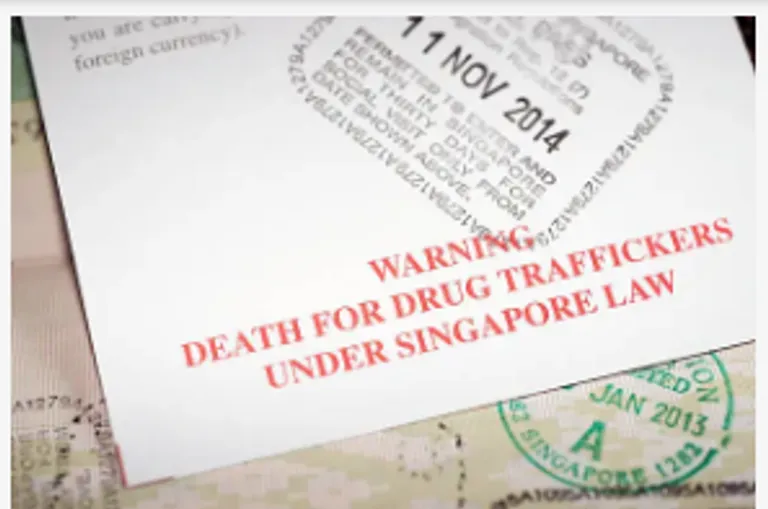 you are carry
foreign currency).
SINGAPORE
11 NOV 2014
PERMITTED TO ENTER AND
REMAIN IN SINGAPORE
FOR THIRTY DAYS FOR
SOCIAL VISIT ONLY FROM
DATE SHOWN ABOVE.
WARNING
DEATH FOR DRUG TRAFFICKERS
UNDER SINGAPORE LAW
JAN 2013
A
SINGAPORE 1282